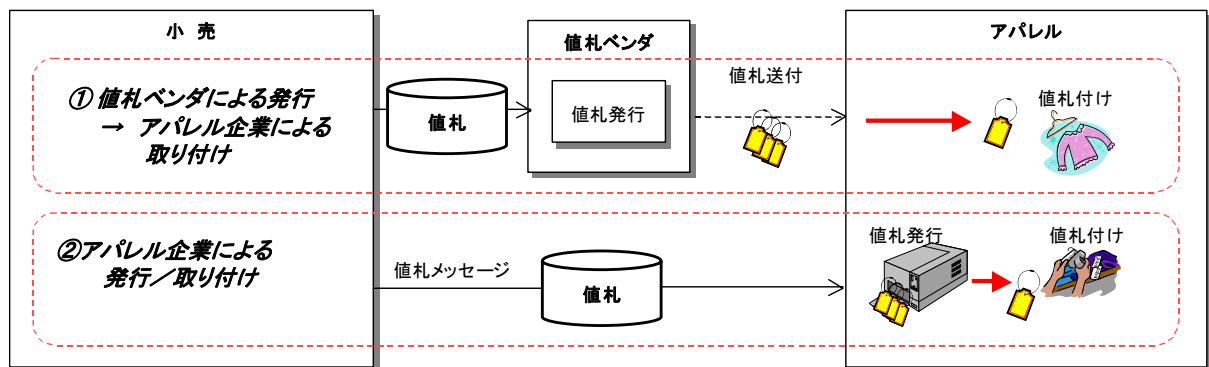 小 売
値札ベンダ
アパレル
① 値札ベンダによる発行
→ アパレル企業による
取り付け
値札
値札発行
値札送付
値札付け
②アパレル企業による
発行／取り付け
値札メッセージ
値札
値札発行
値札付け